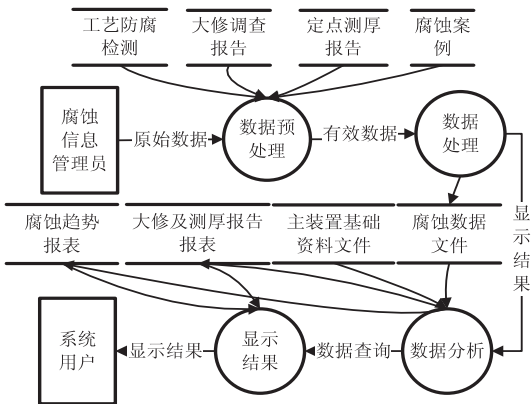 工艺防腐
检测
大修调查
报告
定点测厚
报告
腐蚀案
例
腐蚀
信息
管理员
原始数据
数据预
处理
有效数据
数据
处理
显示结果
腐蚀趋势
报表
大修及测厚报告
报表
主装置基础
资料文件
腐蚀数据
文件
系统
用户
显示结果
显示
结果
数据查询
数据分析